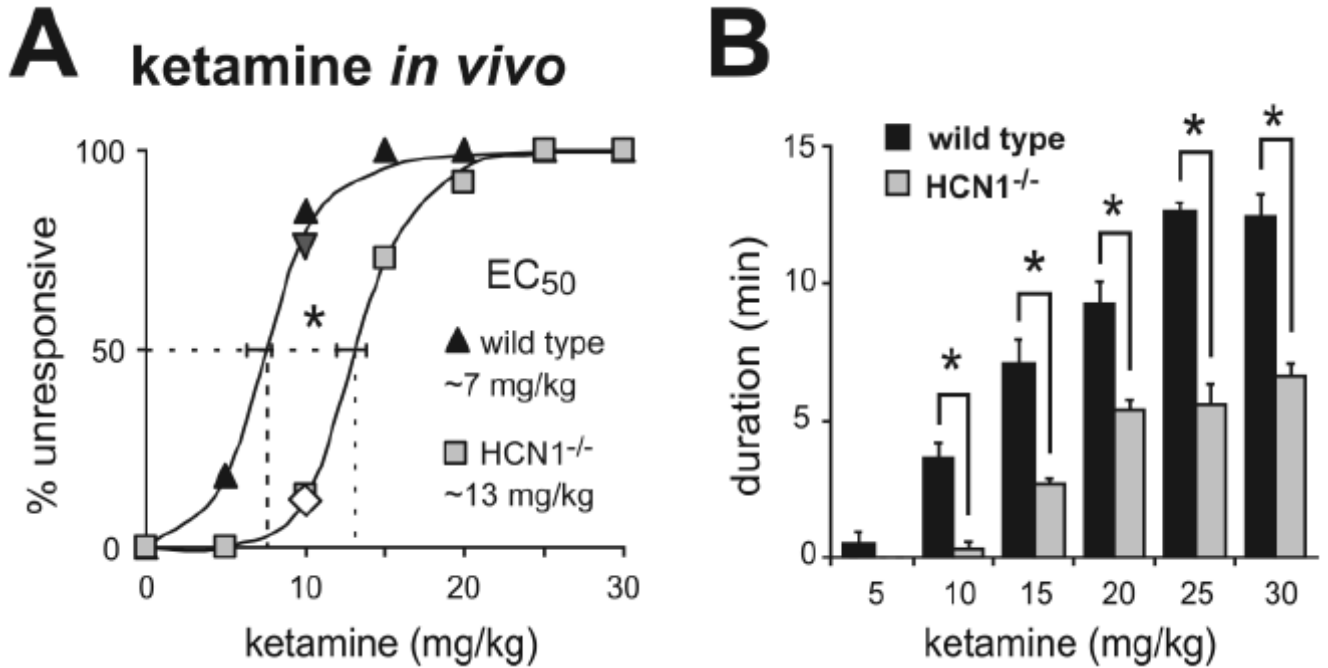 A
ketamine in vivo
% unresponsive
100
50
0
*
EC50
wild type
~7 mg/kg
HCN1-/-
~13 mg/kg
0
10
20
30
ketamine (mg/kg)
B
wild type
HCN1-/-
duration (min)
15
10
5
0
*
*
*
*
*
5
10
15
20
25
30
ketamine (mg/kg)